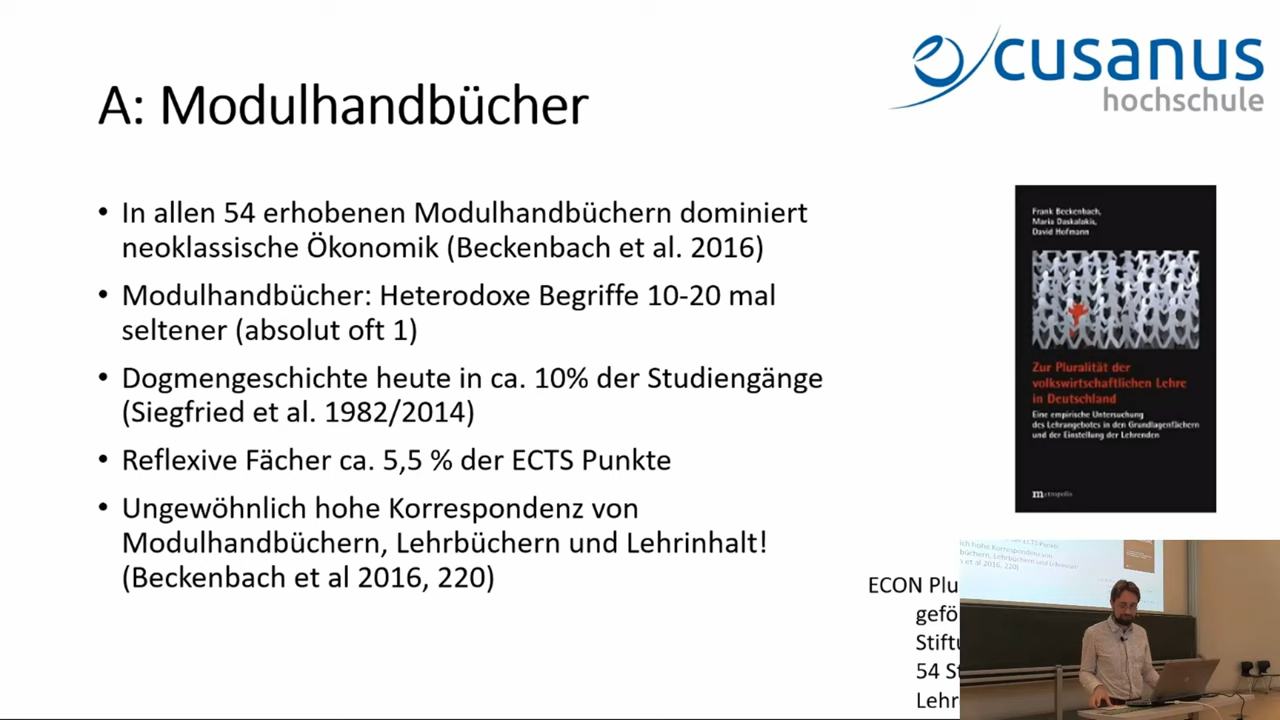 cusanus
hochschule
A: Modulhandbücher
• In allen 54 erhobenen Modulhandbüchern dominiert
neoklassische Ökonomik (Beckenbach et al. 2016)
• Modulhandbücher: Heterodoxe Begriffe 10-20 mal
seltener (absolut oft 1)
• Dogmengeschichte heute in ca. 10% der Studiengänge
(Siegfried et al. 1982/2014)
• Reflexive Fächer ca. 5,5 % der ECTS Punkte
• Ungewöhnlich hohe Korrespondenz von
Modulhandbüchern, Lehrbüchern und Lehrinhalt!
(Beckenbach et al 2016, 220)
Frank Beckenbach,
Maria Daskalakis,
David Hofmann
Zur Pluralität der
volkswirtschaftlichen Lehre
in Deutschland
Eine empirische Untersuchung
des Lehrangebotes in den Grundlagenfächern
und der Einstellung der Lehrenden
metropolis
ECON Plu
gefö
Stiftu
54 St
Lehr